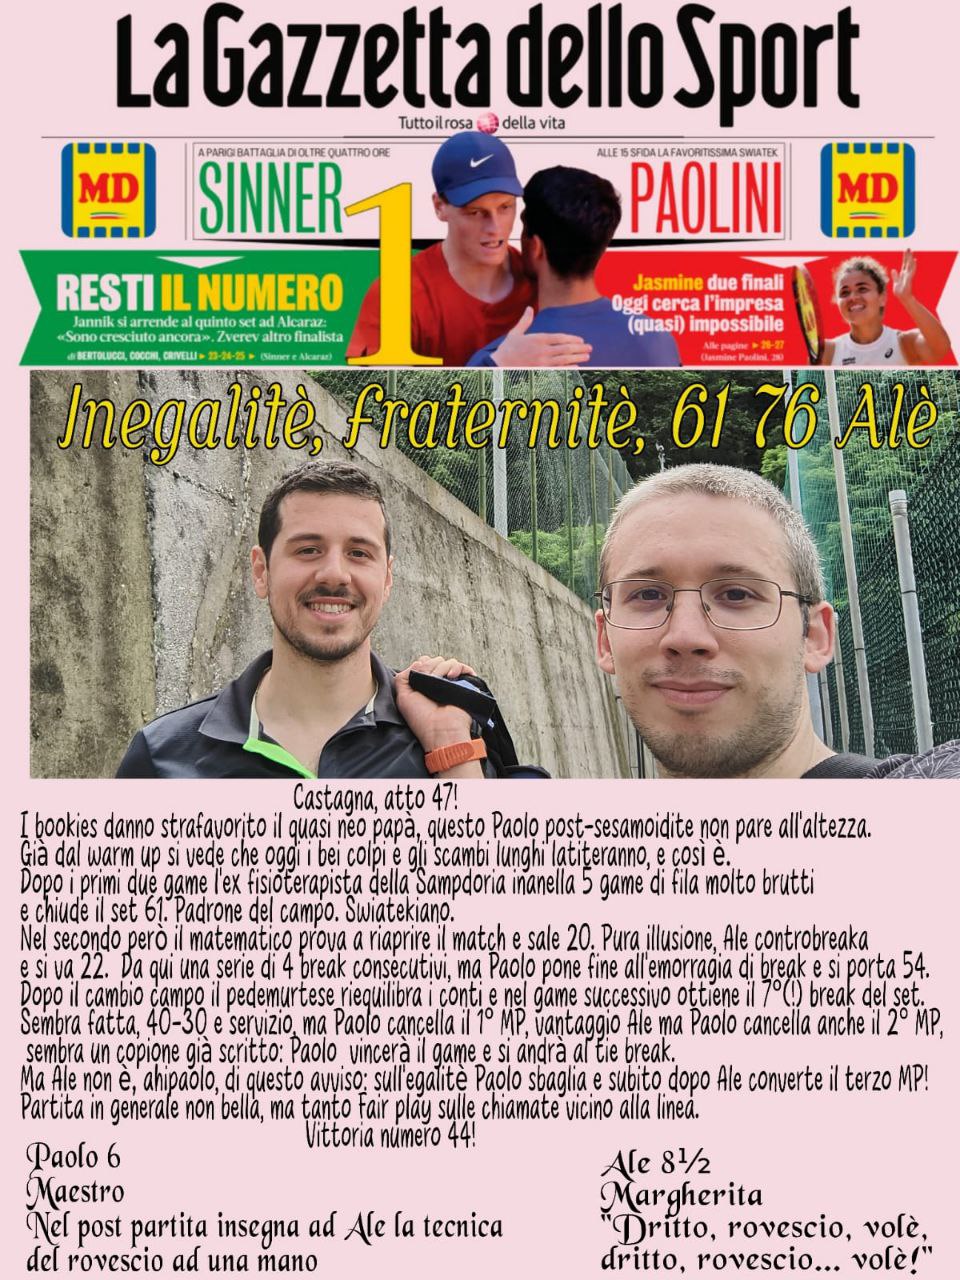 La Gazzetta dello Sport
Tutto il rosa della vita
MD
A PARIGI BATTAGLIA DI OLTRE QUATTRO ORE
SINNER
1
ALLE 15 SFIDA LA FAVORITISSIMA SWIATEK
PAOLINI
MD
RESTI IL NUMERO
Jannik si arrende al quinto set ad Alcaraz:
«Sono cresciuto ancora». Zverev altro finalista
di BERTOLUCCI, COCCHI, CRIVELLI ► 23-24-25 ► (Sinner e Alcaraz)
Jasmine due finali
Oggi cerca l'impresa
(quasi) impossibile
Alle pagine ► 26-27
(Jasmine Paolini, 28)
Inegalitè, fraternitè, 61 76 Alè
Castagna, atto 47!
I bookies danno strafavorito il quasi neo papà, questo Paolo post-sesamoidite non pare all'altezza.
Già dal warm up si vede che oggi i bei colpi e gli scambi lunghi latiteranno, e così è.
Dopo i primi due game l'ex fisioterapista della Sampdoria inanella 5 game di fila molto brutti
e chiude il set 61. Padrone del campo. Swiatekiano.
Nel secondo però il matematico prova a riaprire il match e sale 20. Pura illusione, Ale controbreaka
e si va 22. Da qui una serie di 4 break consecutivi, ma Paolo pone fine all'emorragia di break e si porta 54.
Dopo il cambio campo il pedemurtese riequilibra i conti e nel game successivo ottiene il 7°(!) break del set.
Sembra fatta, 40-30 e servizio, ma Paolo cancella il 1° MP, vantaggio Ale ma Paolo cancella anche il 2° MP,
sembra un copione già scritto: Paolo vincerà il game e si andrà al tie break.
Ma Ale non è, ahipaolo, di questo avviso: sull'egalitè Paolo sbaglia e subito dopo Ale converte il terzo MP!
Partita in generale non bella, ma tanto fair play sulle chiamate vicino alla linea.
Vittoria numero 44!
Paolo 6
Maestro
Nel post partita insegna ad Ale la tecnica
del rovescio ad una mano
Ale 8½
Margherita
"Dritto, rovescio, volè,
dritto, rovescio... volè!"